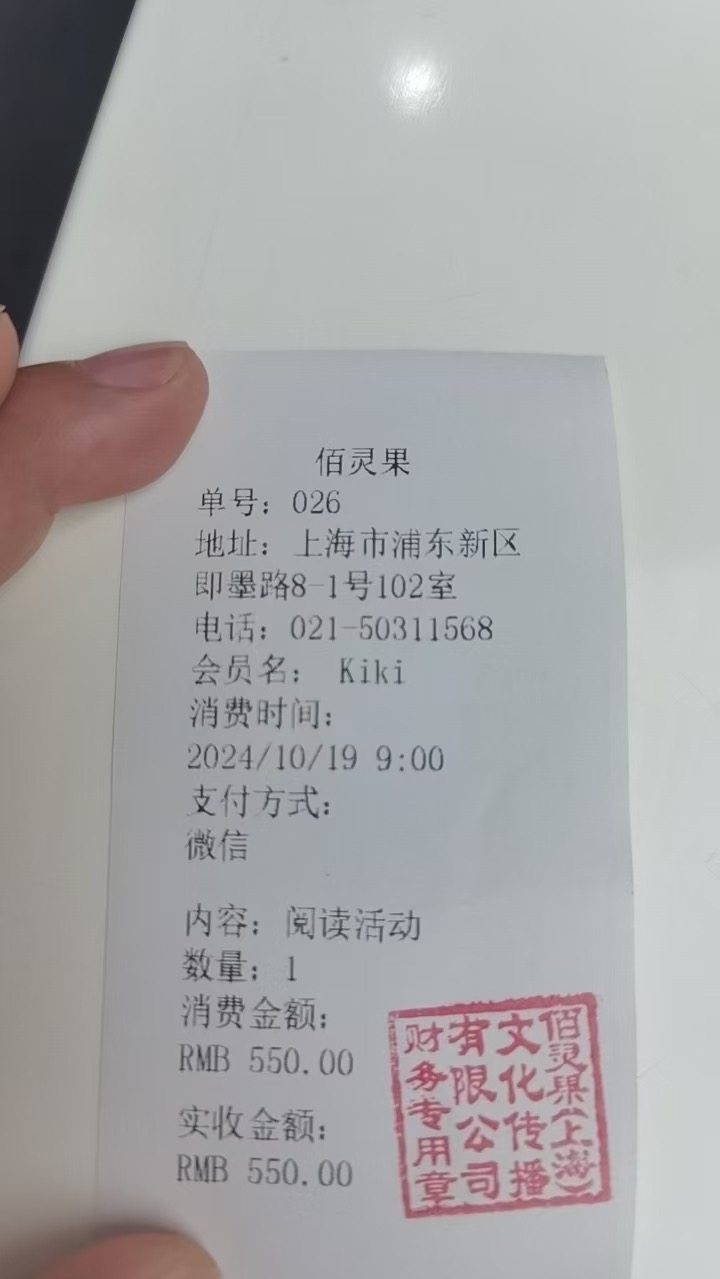 佰灵果
单号：026
地址：上海市浦东新区
即墨路8-1号102室
电话：021-50311568
会员名： Kiki
消费时间：
2024/10/19 9:00
支付方式：
微信
内容：阅读活动
数量：1
消费金额：
RMB 550.00
实收金额：
RMB 550.00
佰灵果(上海)
文化传播
有限公司
财务专用章